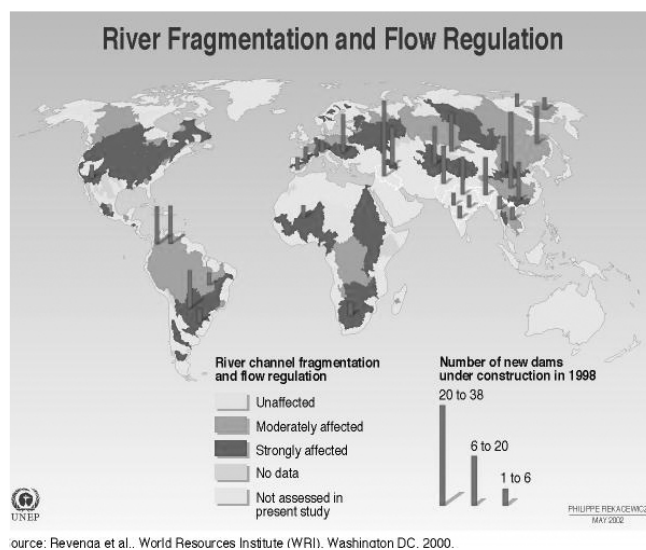 River Fragmentation and Flow Regulation
River channel fragmentation
and flow regulation
Unaffected
Moderately affected
Strongly affected
No data
Not assessed in
present study
Number of new dams
under construction in 1998
20 to 38
6 to 20
1 to 6
UNEP
PHILIPPE REKACEWICZ
MAY 2002
ource: Revenga et al., World Resources Institute (WRI), Washington DC, 2000.